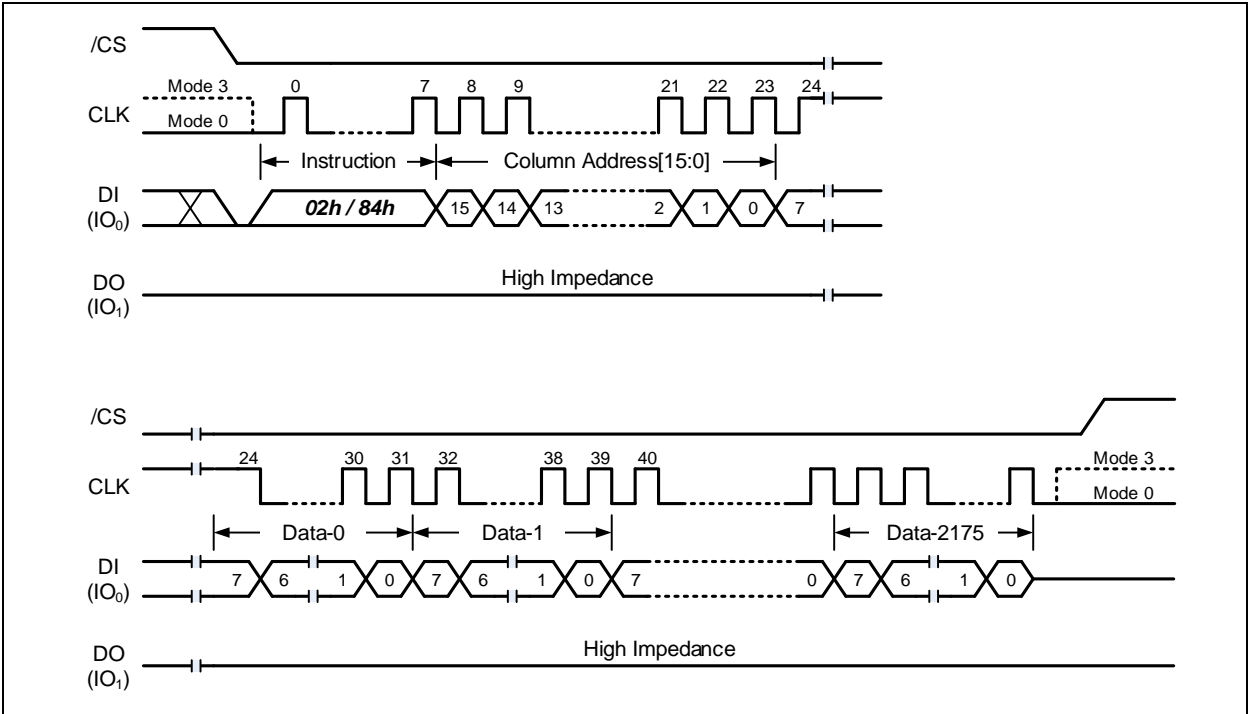 /CS
Mode 3 0 7 8 9 21 22 23 24
CLK
Mode 0
Instruction Column Address[15:0]
DI
(IO₀)
02h / 84h 15 14 13 2 1 0 7
DO
(IO₁)
High Impedance
/CS
24 30 31 32 38 39 40 Mode 3
CLK
Mode 0
Data-0 Data-1 Data-2175
DI
(IO₀)
7 6 1 0 7 6 1 0 7 0 7 6 1 0
DO
(IO₁)
High Impedance